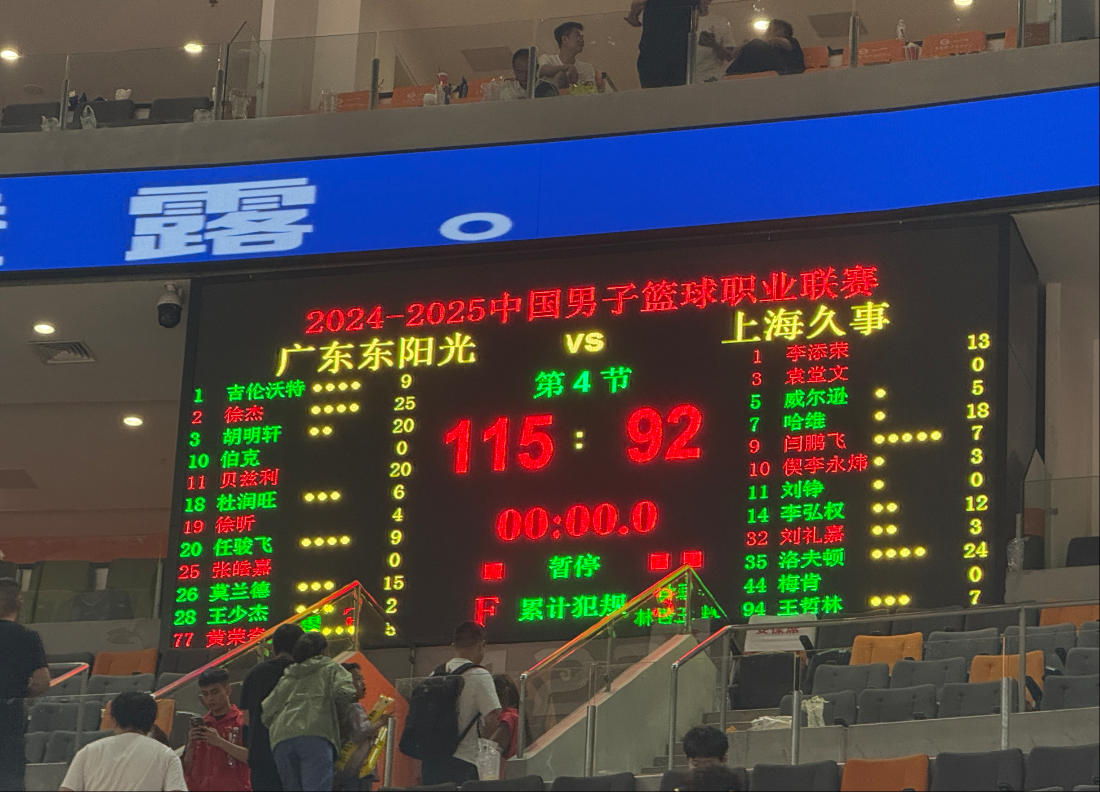 露。
2024-2025中国男子篮球职业联赛
广东东阳光 VS 上海久事
第4节
115 : 92
00:00.0
暂停
累计犯规
F
1 吉伦沃特 9
2 徐杰 25
3 胡明轩 20
10 伯克 0
11 贝兹利 20
18 杜润旺 6
19 徐昕 4
20 任骏飞 9
25 张皓嘉 0
26 莫兰德 15
28 王少杰 2
77 黄荣奇
1 李添荣 13
3 袁堂文 0
5 威尔逊 5
7 哈维 18
9 闫鹏飞 7
10 偰李永炜 3
11 刘铮 0
14 李弘权 12
32 刘礼嘉 3
35 洛夫顿 24
44 梅肯 0
94 王哲林 7